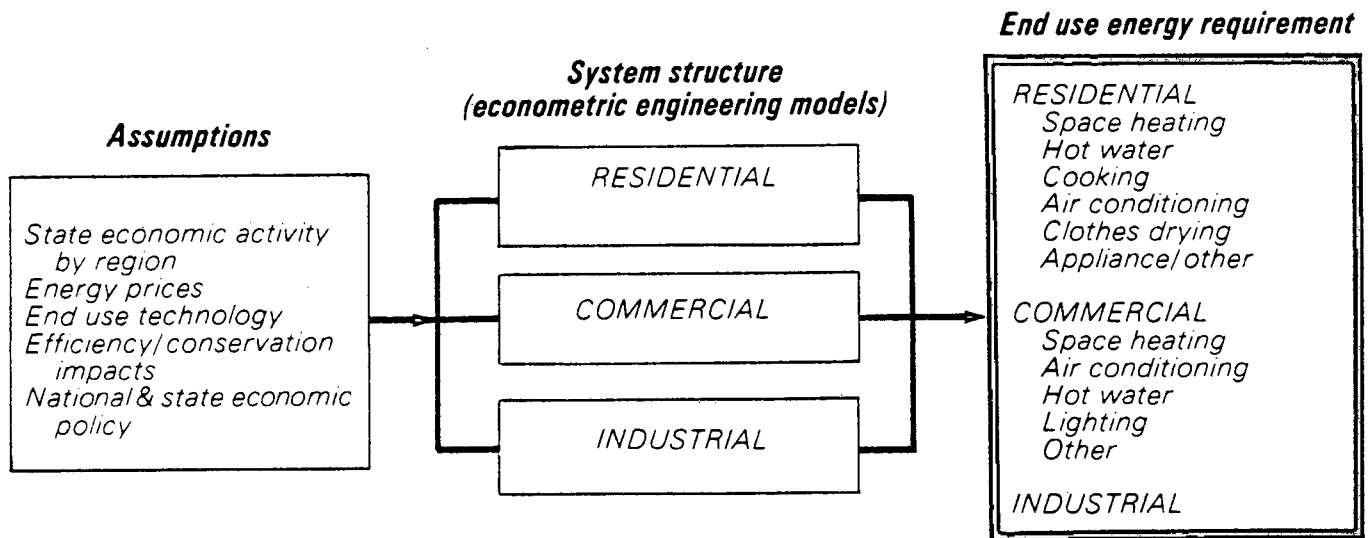 Assumptions
State economic activity
by region
Energy prices
End use technology
Efficiency/conservation
impacts
National & state economic
policy
System structure
(econometric engineering models)
RESIDENTIAL
COMMERCIAL
INDUSTRIAL
End use energy requirement
RESIDENTIAL
Space heating
Hot water
Cooking
Air conditioning
Clothes drying
Appliance/other
COMMERCIAL
Space heating
Air conditioning
Hot water
Lighting
Other
INDUSTRIAL